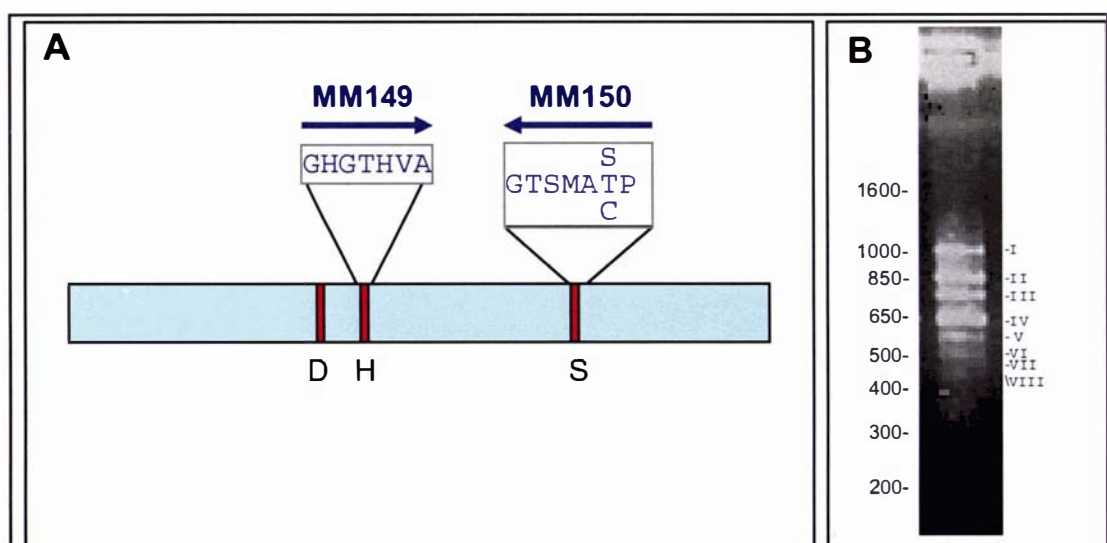 A
MM149
MM150
GHGTHVA
S
GTSMATP
C
D H S
B
1600-
1000-
850-
650-
500-
400-
300-
200-
-I
-II
-III
-IV
-V
-VI
-VII
\VIII